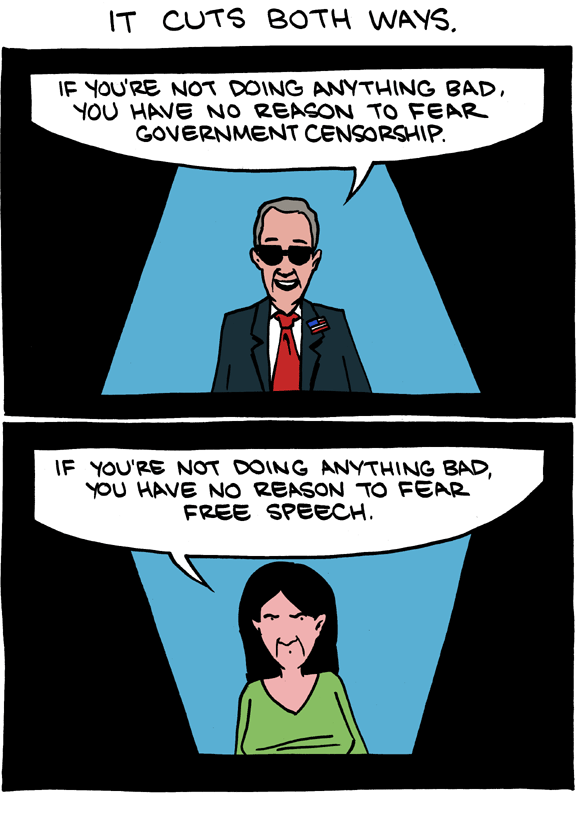 IT CUTS BOTH WAYS.
IF YOU'RE NOT DOING ANYTHING BAD,
YOU HAVE NO REASON TO FEAR
GOVERNMENT CENSORSHIP.
IF YOU'RE NOT DOING ANYTHING BAD,
YOU HAVE NO REASON TO FEAR
FREE SPEECH.